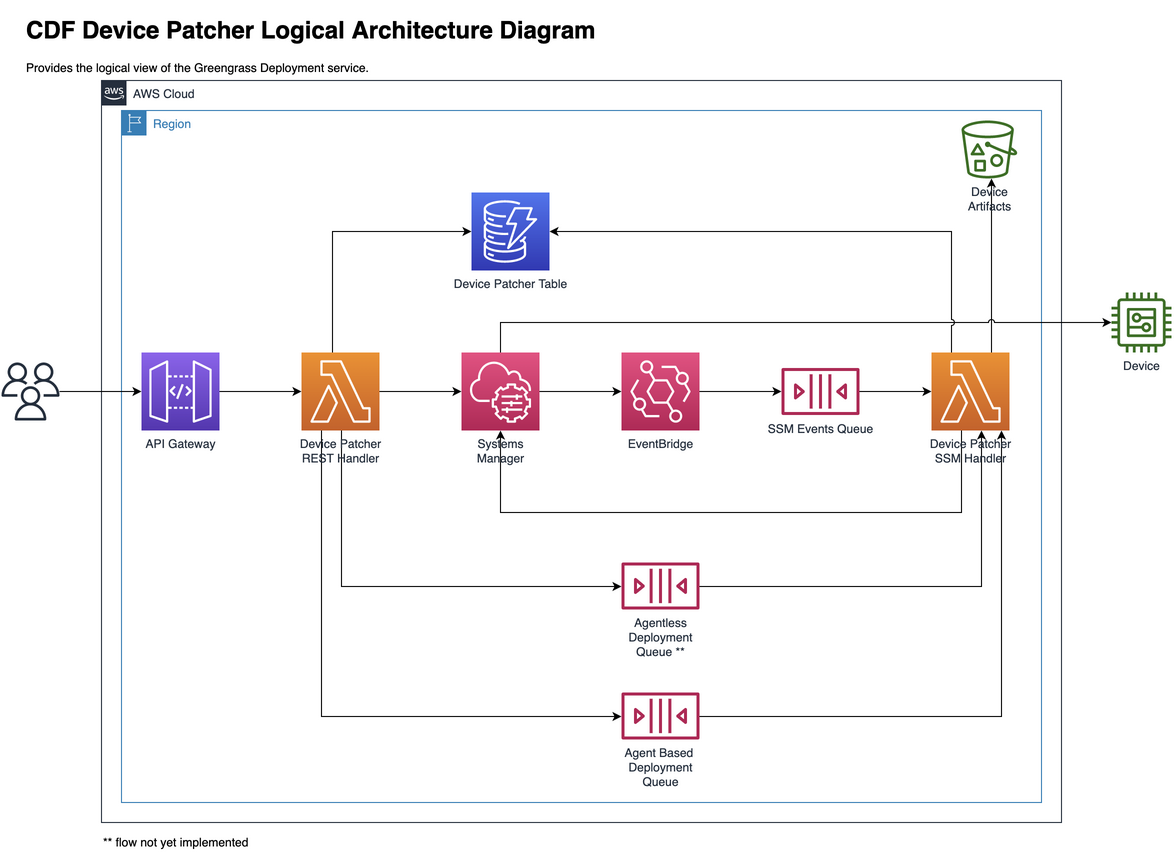 CDF Device Patcher Logical Architecture Diagram
Provides the logical view of the Greengrass Deployment service.
aws
AWS Cloud
Region
Device
Artifacts
Device Patcher Table
Device
API Gateway
Device Patcher
REST Handler
Systems
Manager
EventBridge
SSM Events Queue
Device Patcher
SSM Handler
Agentless
Deployment
Queue **
Agent Based
Deployment
Queue
** flow not yet implemented